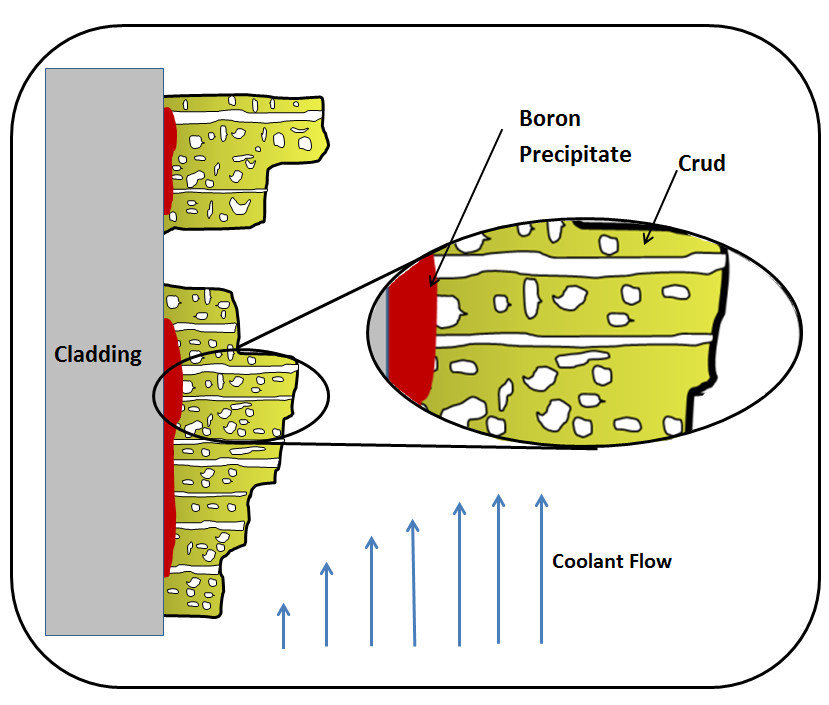 Boron
Precipitate
Crud
Cladding
Coolant Flow